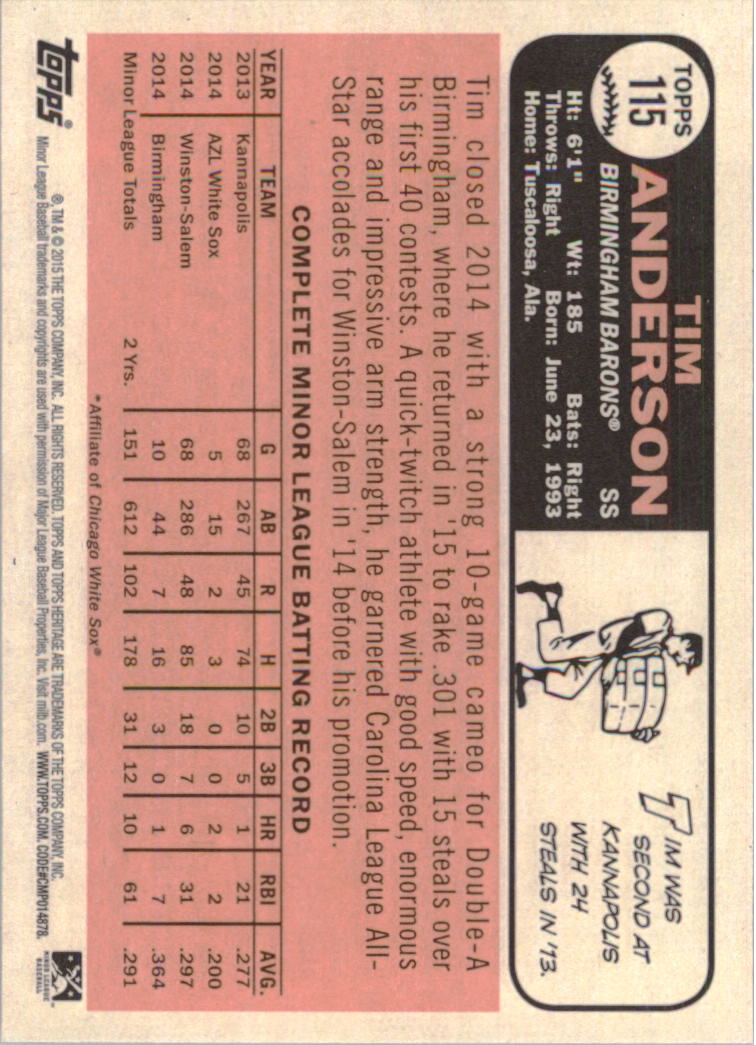 TOPPS
115
TIM
ANDERSON
BIRMINGHAM BARONS® SS
Ht: 6'1" Wt: 185 Bats: Right
Throws: Right Born: June 23, 1993
Home: Tuscaloosa, Ala.
TIM WAS
SECOND AT
KANNAPOLIS
WITH 24
STEALS IN '13.
Tim closed 2014 with a strong 10-game cameo for Double-A
Birmingham, where he returned in '15 to rake .301 with 15 steals over
his first 40 contests. A quick-twitch athlete with good speed, enormous
range and impressive arm strength, he garnered Carolina League All-
Star accolades for Winston-Salem in '14 before his promotion.
COMPLETE MINOR LEAGUE BATTING RECORD
YEAR TEAM G AB R H 2B 3B HR RBI AVG.
2013 Kannapolis 68 267 45 74 10 5 1 21 .277
2014 AZL White Sox 5 15 2 3 0 0 2 2 .200
2014 Winston-Salem 68 286 48 85 18 7 6 31 .297
2014 Birmingham 10 44 7 16 3 0 1 7 .364
Minor League Totals 2 Yrs. 151 612 102 178 31 12 10 61 .291
*Affiliate of Chicago White Sox®
topps®
®, TM & © 2015 THE TOPPS COMPANY, INC. ALL RIGHTS RESERVED. TOPPS AND TOPPS HERITAGE ARE TRADEMARKS OF THE TOPPS COMPANY, INC.
Minor League Baseball trademarks and copyrights are used with permission of Major League Baseball Properties, Inc. Visit milb.com. WWW.TOPPS.COM. CODE#CMP014878.
MINOR LEAGUE
BASEBALL